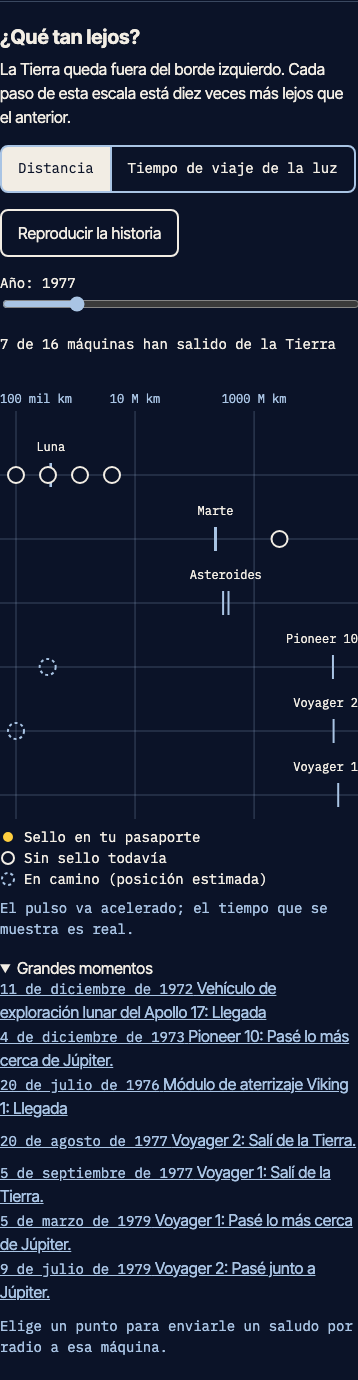 ¿Qué tan lejos?
La Tierra queda fuera del borde izquierdo. Cada
paso de esta escala está diez veces más lejos que
el anterior.
Distancia
Tiempo de viaje de la luz
Reproducir la historia
Año: 1977
7 de 16 máquinas han salido de la Tierra
100 mil km
10 M km
1000 M km
Luna
Marte
Asteroides
Pioneer 10
Voyager 2
Voyager 1
Sello en tu pasaporte
Sin sello todavía
En camino (posición estimada)
El pulso va acelerado; el tiempo que se
muestra es real.
Grandes momentos
11 de diciembre de 1972 Vehículo de
exploración lunar del Apollo 17: Llegada
4 de diciembre de 1973 Pioneer 10: Pasé lo más
cerca de Júpiter.
20 de julio de 1976 Módulo de aterrizaje Viking
1: Llegada
20 de agosto de 1977 Voyager 2: Salí de la Tierra.
5 de septiembre de 1977 Voyager 1: Salí de la
Tierra.
5 de marzo de 1979 Voyager 1: Pasé lo más cerca
de Júpiter.
9 de julio de 1979 Voyager 2: Pasé junto a
Júpiter.
Elige un punto para enviarle un saludo por
radio a esa máquina.